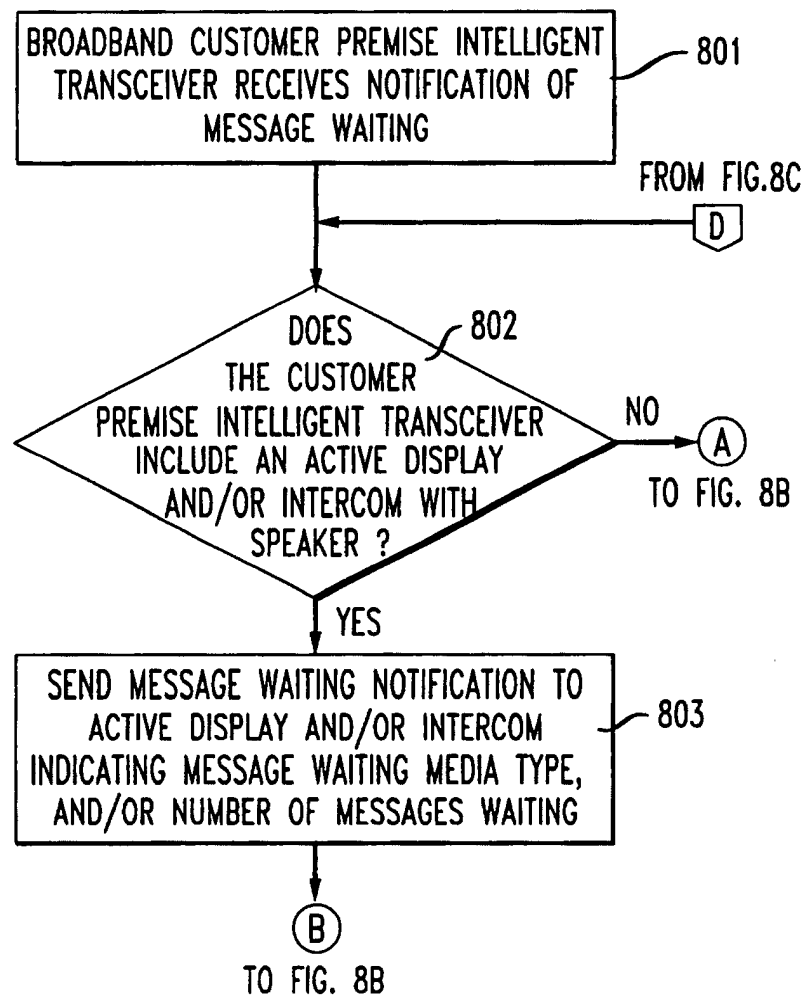 BROADBAND CUSTOMER PREMISE INTELLIGENT
TRANSCEIVER RECEIVES NOTIFICATION OF
MESSAGE WAITING
801
FROM FIG.8C
D
DOES
802
THE CUSTOMER
PREMISE INTELLIGENT TRANSCEIVER
INCLUDE AN ACTIVE DISPLAY
AND/OR INTERCOM WITH
SPEAKER ?
NO
A
TO FIG. 8B
YES
SEND MESSAGE WAITING NOTIFICATION TO
ACTIVE DISPLAY AND/OR INTERCOM
INDICATING MESSAGE WAITING MEDIA TYPE,
AND/OR NUMBER OF MESSAGES WAITING
803
B
TO FIG. 8B